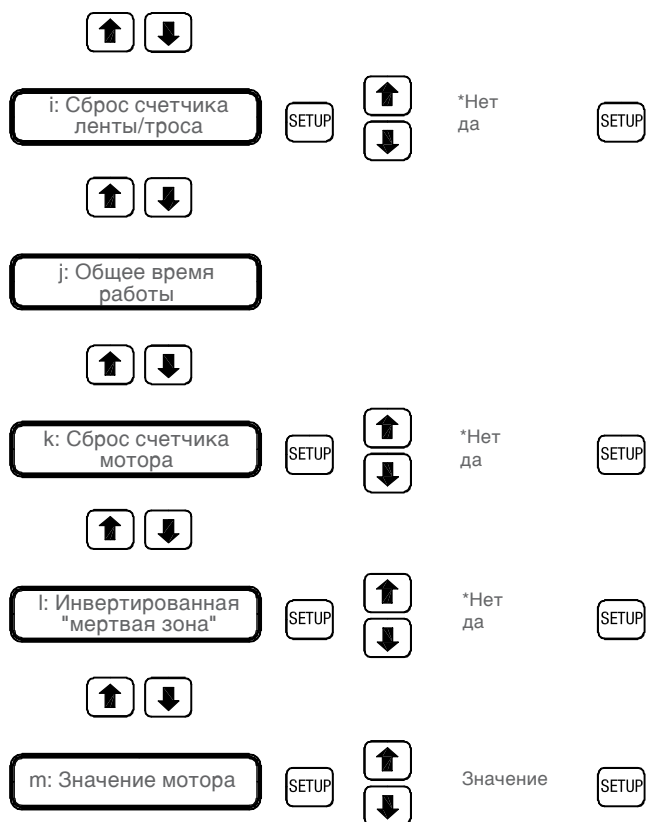 i: Сброс счетчика
ленты/троса
SETUP
*Нет
да
SETUP
j: Общее время
работы
k: Сброс счетчика
мотора
SETUP
*Нет
да
SETUP
l: Инвертированная
"мертвая зона"
SETUP
*Нет
да
SETUP
m: Значение мотора
SETUP
Значение
SETUP